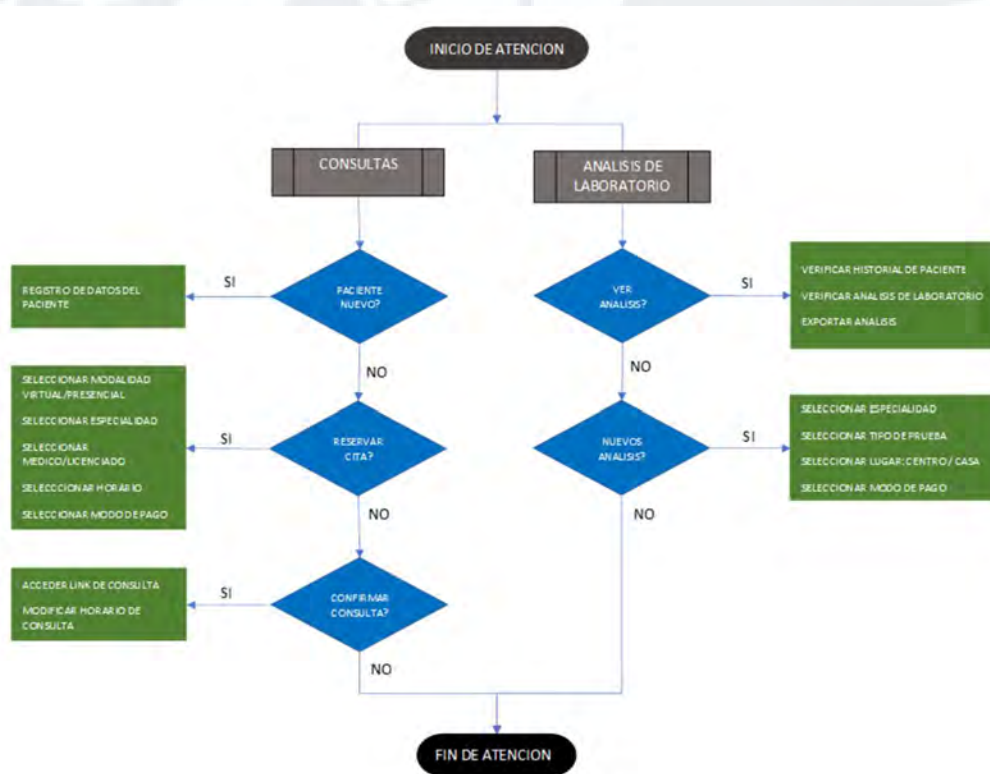 INICIO DE ATENCION
CONSULTAS
ANALISIS DE
LABORATORIO
REGISTRO DE DATOS DEL
PACIENTE
SI
PACIENTE
NUEVO?
VER
ANALISIS?
SI
VERIFICAR HISTORIAL DE PACIENTE
VERIFICAR ANALISIS DE LABORATORIO
EXPORTAR ANALISIS
NO
NO
SELECCIONAR MODALIDAD
VIRTUAL/PRESENCIAL
SELECCIONAR ESPECIALIDAD
SELECCIONAR
MEDICO/LICENCIADO
SELECCCIONAR HORARIO
SELECCIONAR MODO DE PAGO
SI
RESERVAR
CITA?
NUEVOS
ANALISIS?
SI
SELECCIONAR ESPECIALIDAD
SELECCIONAR TIPO DE PRUEBA
SELECCIONAR LUGAR: CENTRO / CASA
SELECCIONAR MODO DE PAGO
NO
NO
ACCEDER LINK DE CONSULTA
MODIFICAR HORARIO DE
CONSULTA
SI
CONFIRMAR
CONSULTA?
NO
FIN DE ATENCION